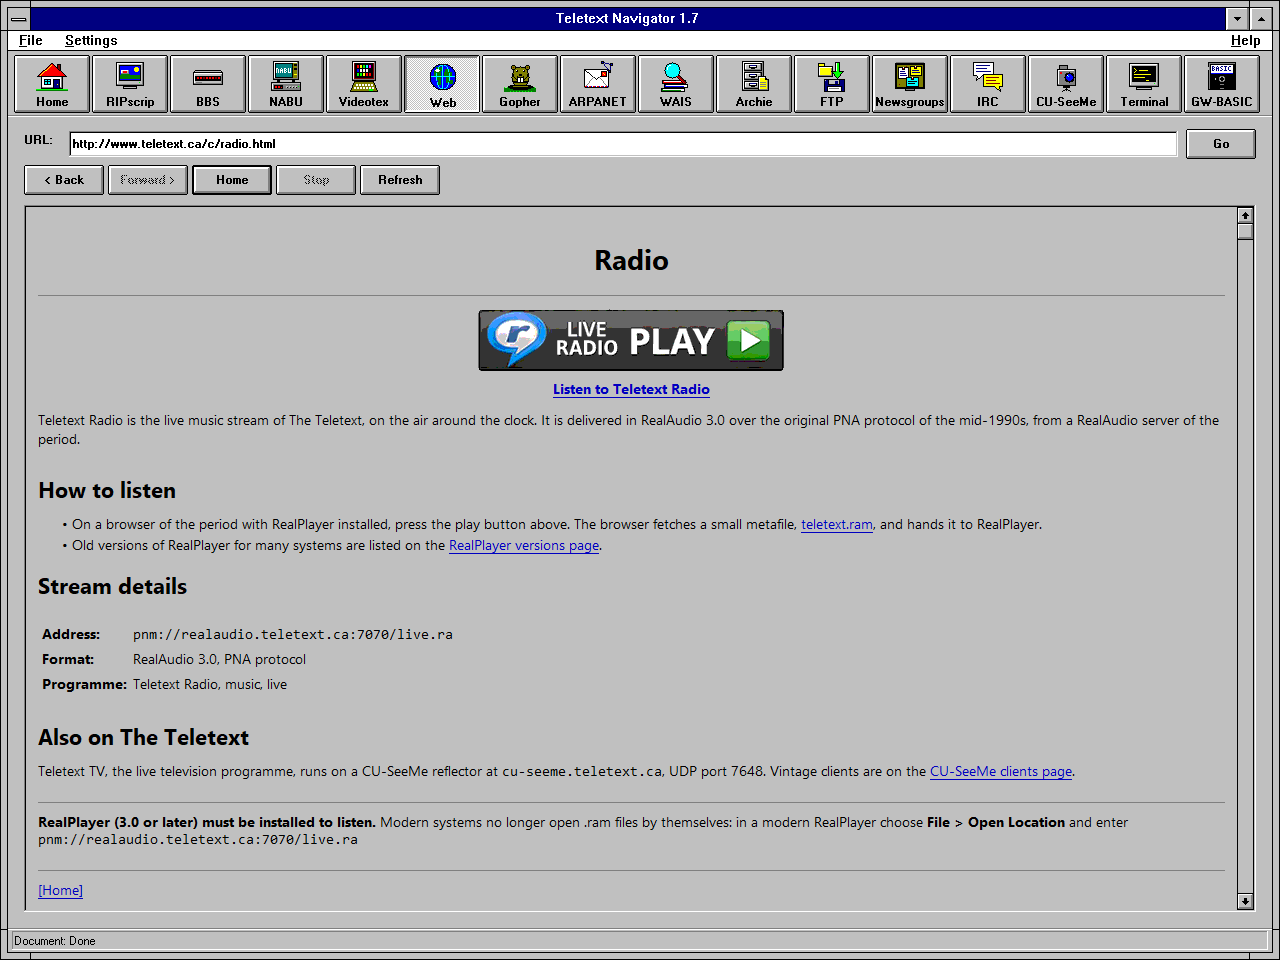 Teletext Navigator 1.7
File Settings Help
Home RIPscrip BBS NABU Videotex Web Gopher ARPANET WAIS Archie FTP Newsgroups IRC CU-SeeMe Terminal GW-BASIC
URL: http://www.teletext.ca/c/radio.html Go
< Back Forward > Home Stop Refresh
Radio
LIVE RADIO PLAY
Listen to Teletext Radio
Teletext Radio is the live music stream of The Teletext, on the air around the clock. It is delivered in RealAudio 3.0 over the original PNA protocol of the mid-1990s, from a RealAudio server of the
period.
How to listen
• On a browser of the period with RealPlayer installed, press the play button above. The browser fetches a small metafile, teletext.ram, and hands it to RealPlayer.
• Old versions of RealPlayer for many systems are listed on the RealPlayer versions page.
Stream details
Address: pnm://realaudio.teletext.ca:7070/live.ra
Format: RealAudio 3.0, PNA protocol
Programme: Teletext Radio, music, live
Also on The Teletext
Teletext TV, the live television programme, runs on a CU-SeeMe reflector at cu-seeme.teletext.ca, UDP port 7648. Vintage clients are on the CU-SeeMe clients page.
RealPlayer (3.0 or later) must be installed to listen. Modern systems no longer open .ram files by themselves: in a modern RealPlayer choose File > Open Location and enter
pnm://realaudio.teletext.ca:7070/live.ra
[Home]
Document: Done